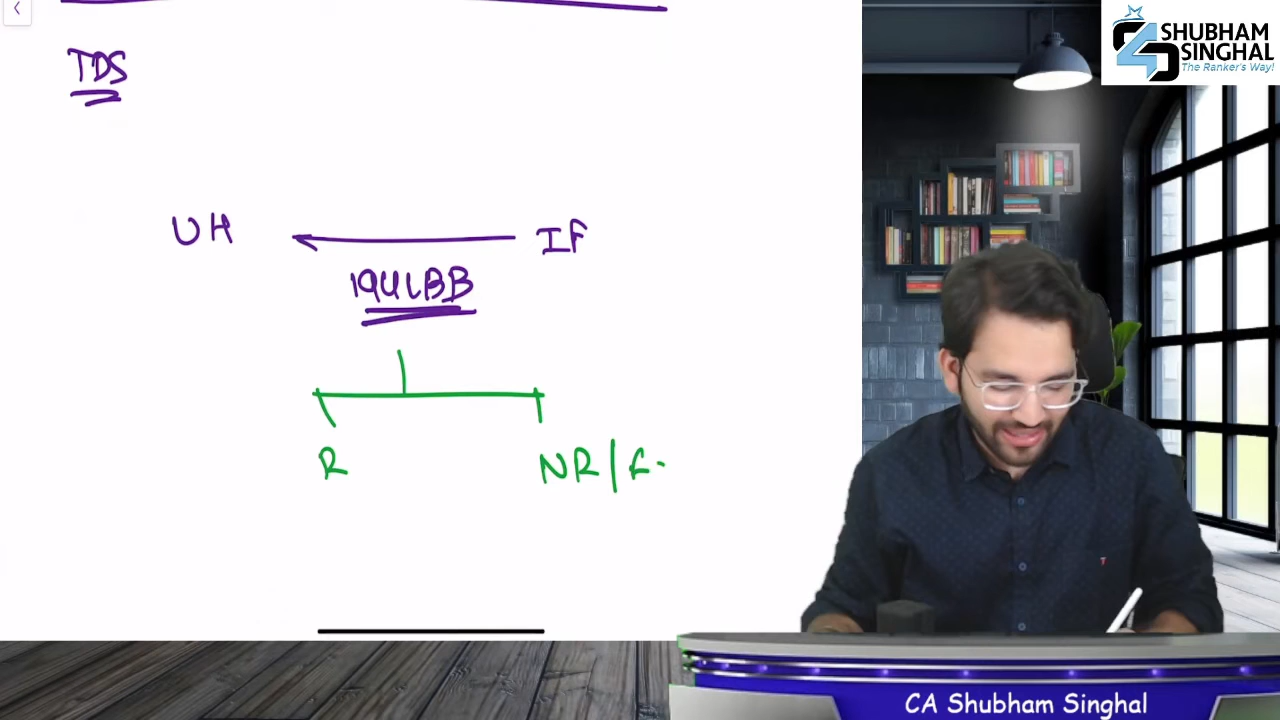 SHUBHAM
SINGHAL
The Ranker's Way!
TDS
UH
IF
194LBB
R
NR/F.
CA Shubham Singhal